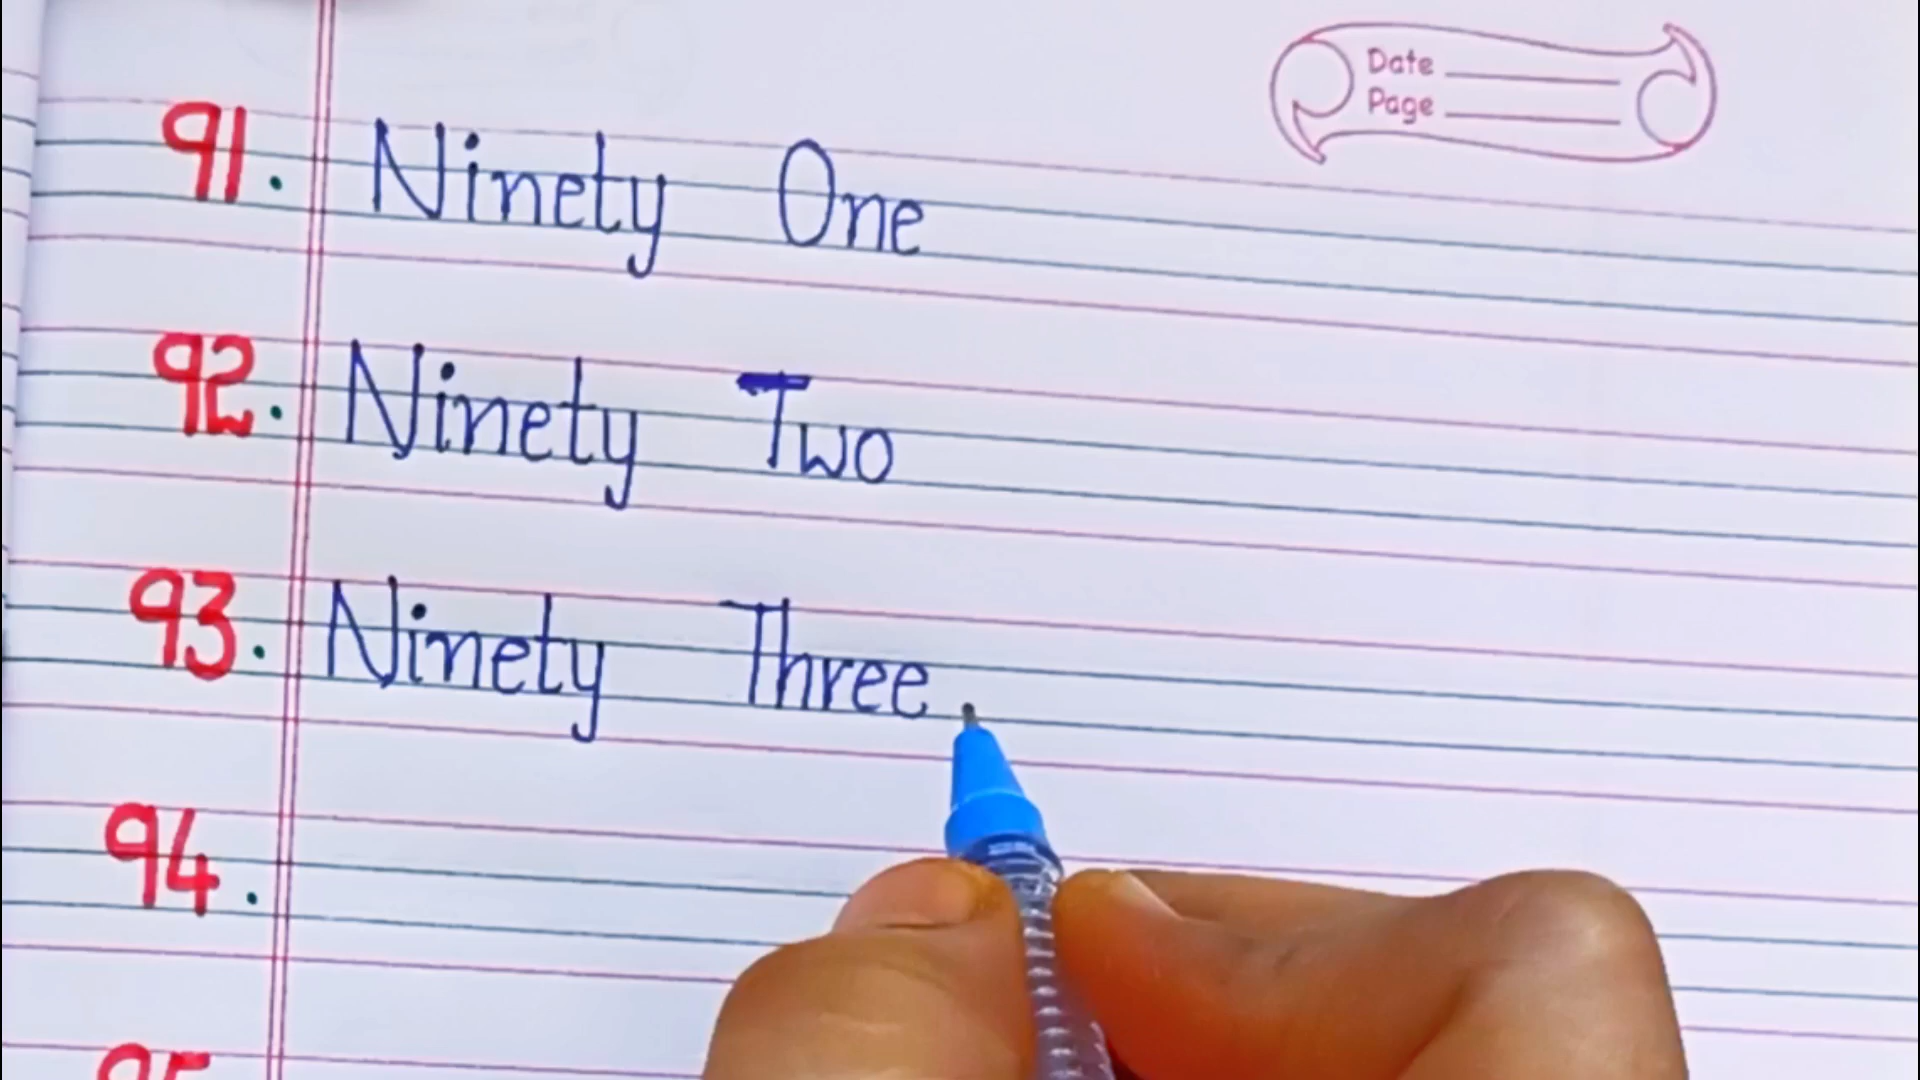 Date
Page
91. Ninety One
92. Ninety Two
93. Ninety Three
94.